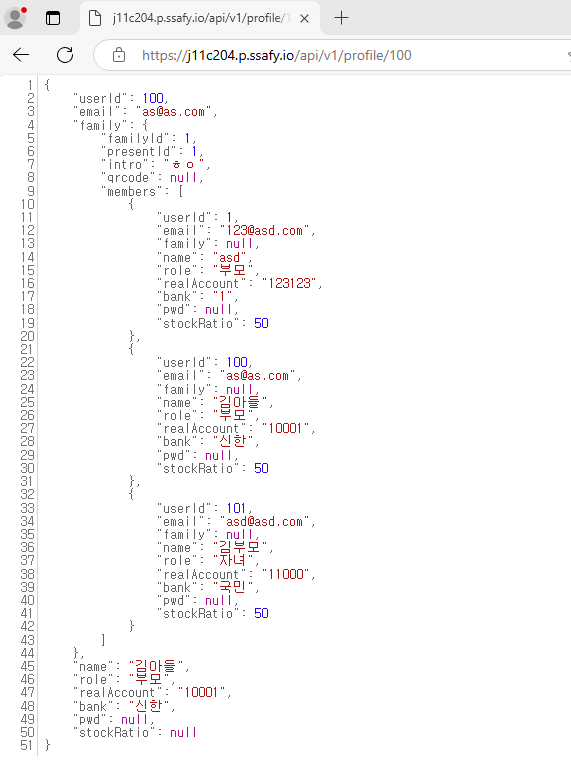 j11c204.p.ssafy.io/api/v1/profile/1
https://j11c204.p.ssafy.io/api/v1/profile/100
1 {
2 "userId": 100,
3 "email": "as@as.com",
4 "family": {
5 "familyId": 1,
6 "presentId": 1,
7 "intro": "ㅎㅇ",
8 "qrcode": null,
9 "members": [
10 {
11 "userId": 1,
12 "email": "123@asd.com",
13 "family": null,
14 "name": "asd",
15 "role": "부모",
16 "realAccount": "123123",
17 "bank": "1",
18 "pwd": null,
19 "stockRatio": 50
20 },
21 {
22 "userId": 100,
23 "email": "as@as.com",
24 "family": null,
25 "name": "김아들",
26 "role": "부모",
27 "realAccount": "10001",
28 "bank": "신한",
29 "pwd": null,
30 "stockRatio": 50
31 },
32 {
33 "userId": 101,
34 "email": "asd@asd.com",
35 "family": null,
36 "name": "김부모",
37 "role": "자녀",
38 "realAccount": "11000",
39 "bank": "국민",
40 "pwd": null,
41 "stockRatio": 50
42 }
43 ]
44 },
45 "name": "김아들",
46 "role": "부모",
47 "realAccount": "10001",
48 "bank": "신한",
49 "pwd": null,
50 "stockRatio": null
51 }